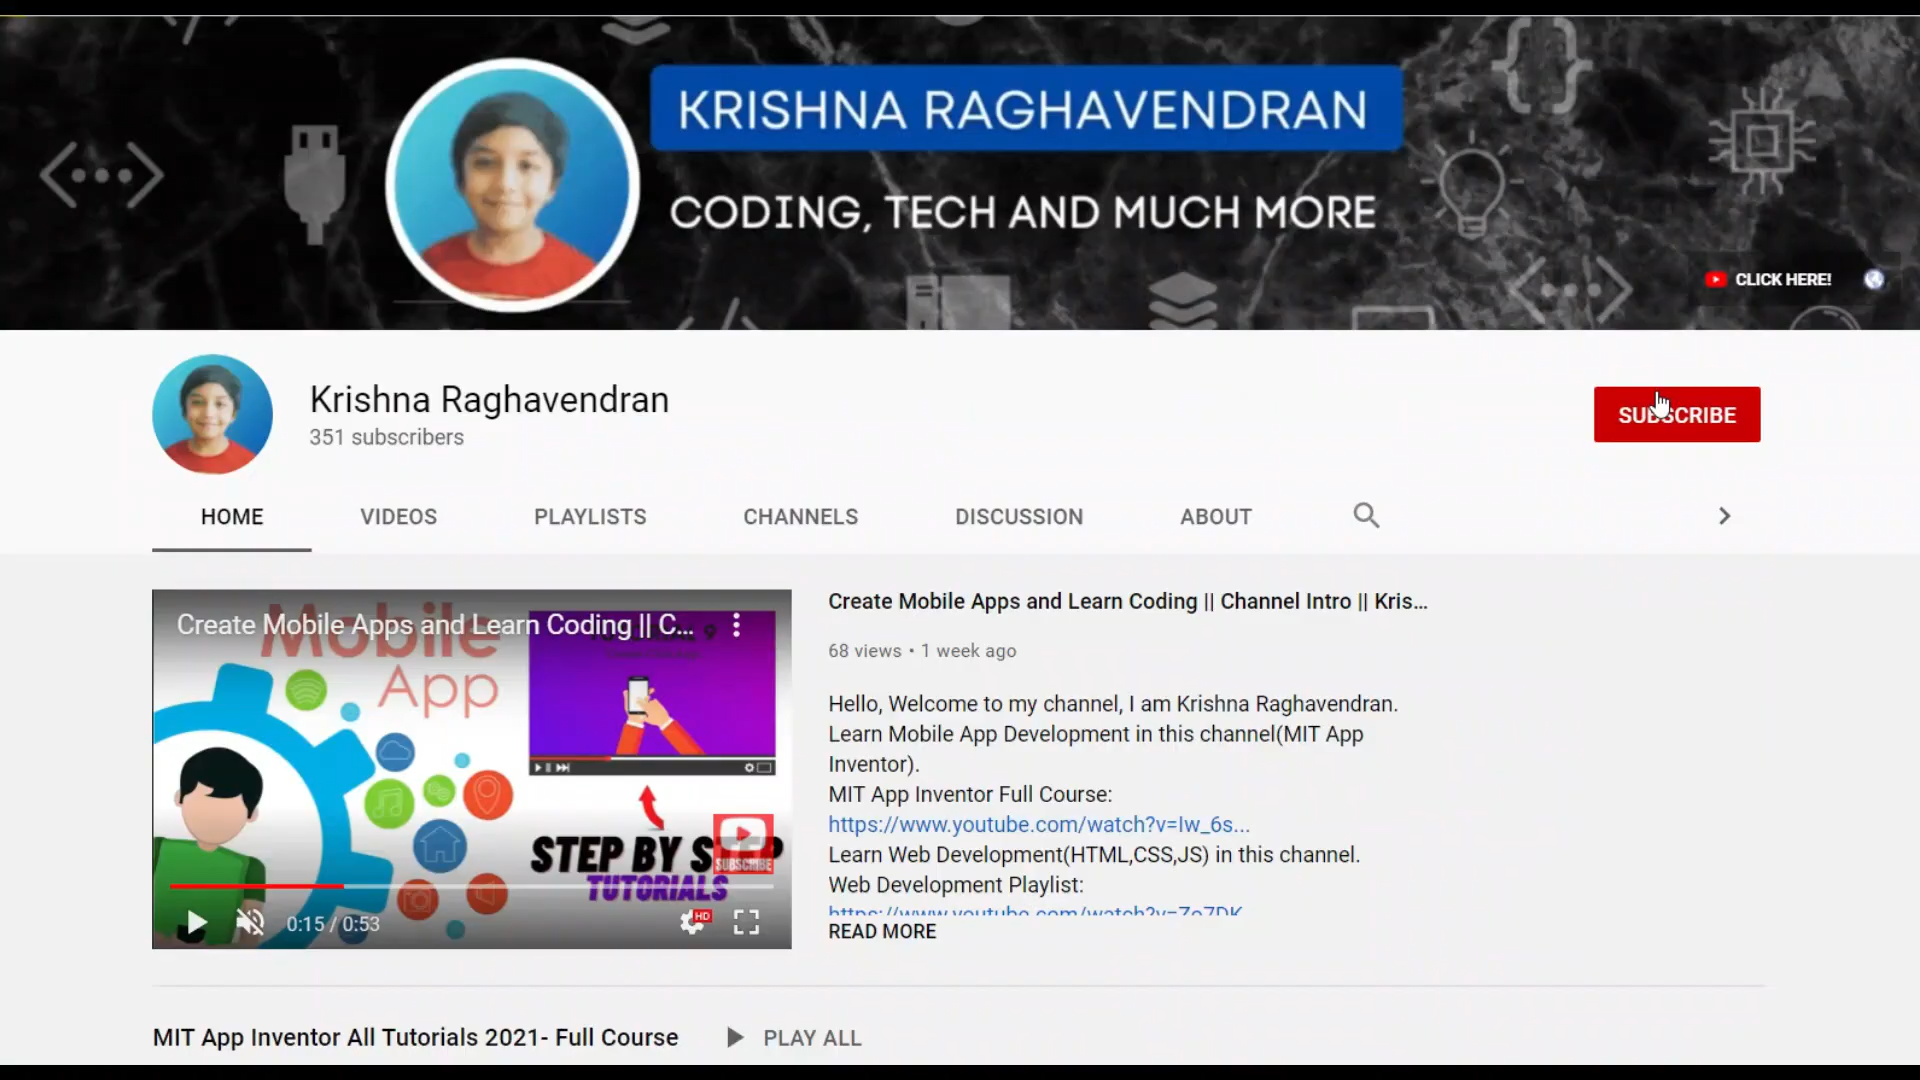 KRISHNA RAGHAVENDRAN
CODING, TECH AND MUCH MORE
CLICK HERE!
Krishna Raghavendran
351 subscribers
SUBSCRIBE
HOME
VIDEOS
PLAYLISTS
CHANNELS
DISCUSSION
ABOUT
Create Mobile Apps and Learn Coding || C...
Mobile
App
STEP BY STEP
TUTORIALS
SUBSCRIBE
0:15 / 0:53
HD
Create Mobile Apps and Learn Coding || Channel Intro || Kris...
68 views • 1 week ago
Hello, Welcome to my channel, I am Krishna Raghavendran.
Learn Mobile App Development in this channel(MIT App
Inventor).
MIT App Inventor Full Course:
https://www.youtube.com/watch?v=Iw_6s...
Learn Web Development(HTML,CSS,JS) in this channel.
Web Development Playlist:
READ MORE
MIT App Inventor All Tutorials 2021- Full Course
PLAY ALL